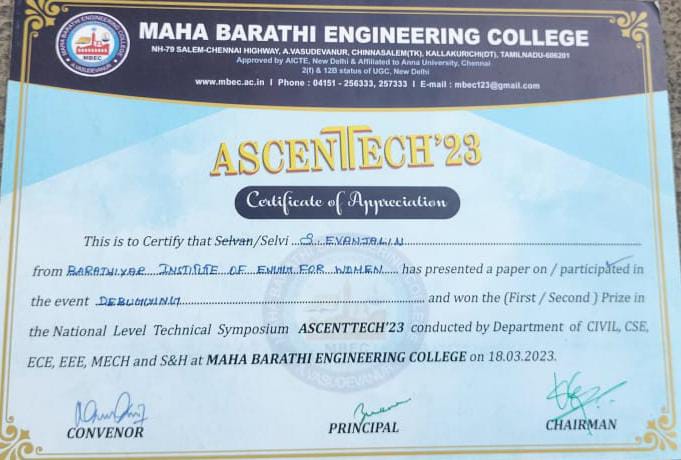 MAHA BARATHI ENGINEERING COLLEGE
NH-79 SALEM-CHENNAI HIGHWAY, A.VASUDEVANUR, CHINNASALEM(TK), KALLAKURICHI(DT), TAMILNADU-606201
Approved by AICTE, New Delhi & Affiliated to Anna University, Chennai
2(f) & 12B status of UGC, New Delhi
www.mbec.ac.in I Phone : 04151 - 256333, 257333 I E-mail : mbec123@gmail.com
MAHA BARATHI ENGINEERING COLLEGE
MBEC
A.VASUDEVANUR
ASCENTTECH'23
Certificate of Appreciation
This is to Certify that Selvan/Selvi S. EVANJALIN
from BARATHIYAR INSTITUTE OF FOR WOMEN has presented a paper on / participated in
the event DEBUGGING and won the (First / Second ) Prize in
the National Level Technical Symposium ASCENTTECH'23 conducted by Department of CIVIL, CSE,
ECE, EEE, MECH and S&H at MAHA BARATHI ENGINEERING COLLEGE on 18.03.2023.
CONVENOR PRINCIPAL CHAIRMAN